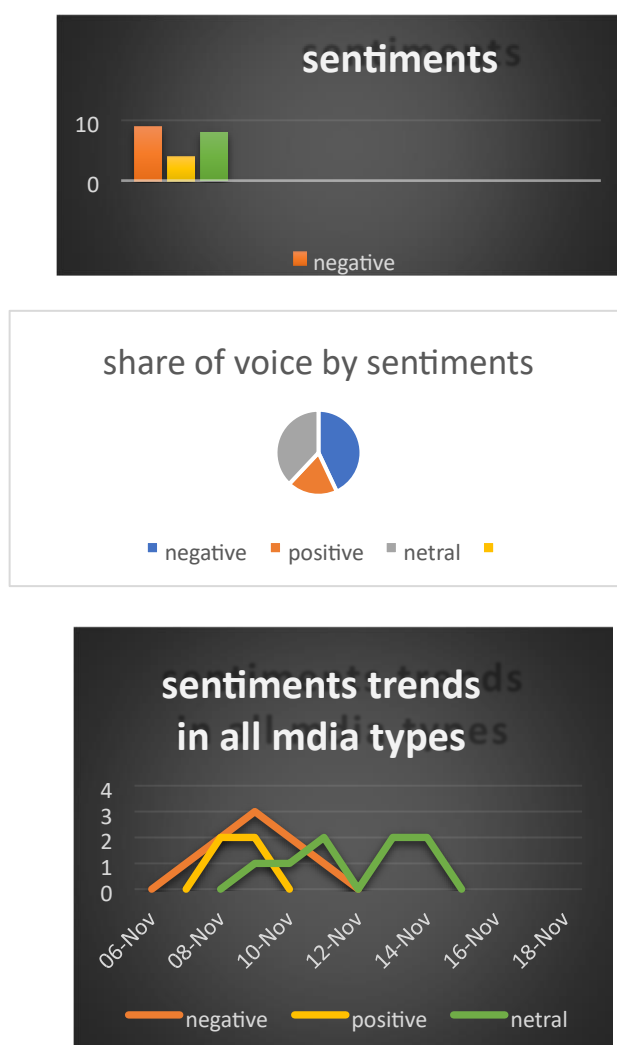 sentiments
10
0
negative
share of voice by sentiments
negative positive netral
sentiments trends
in all mdia types
4
3
2
1
0
06-Nov 08-Nov 10-Nov 12-Nov 14-Nov 16-Nov 18-Nov
negative positive netral